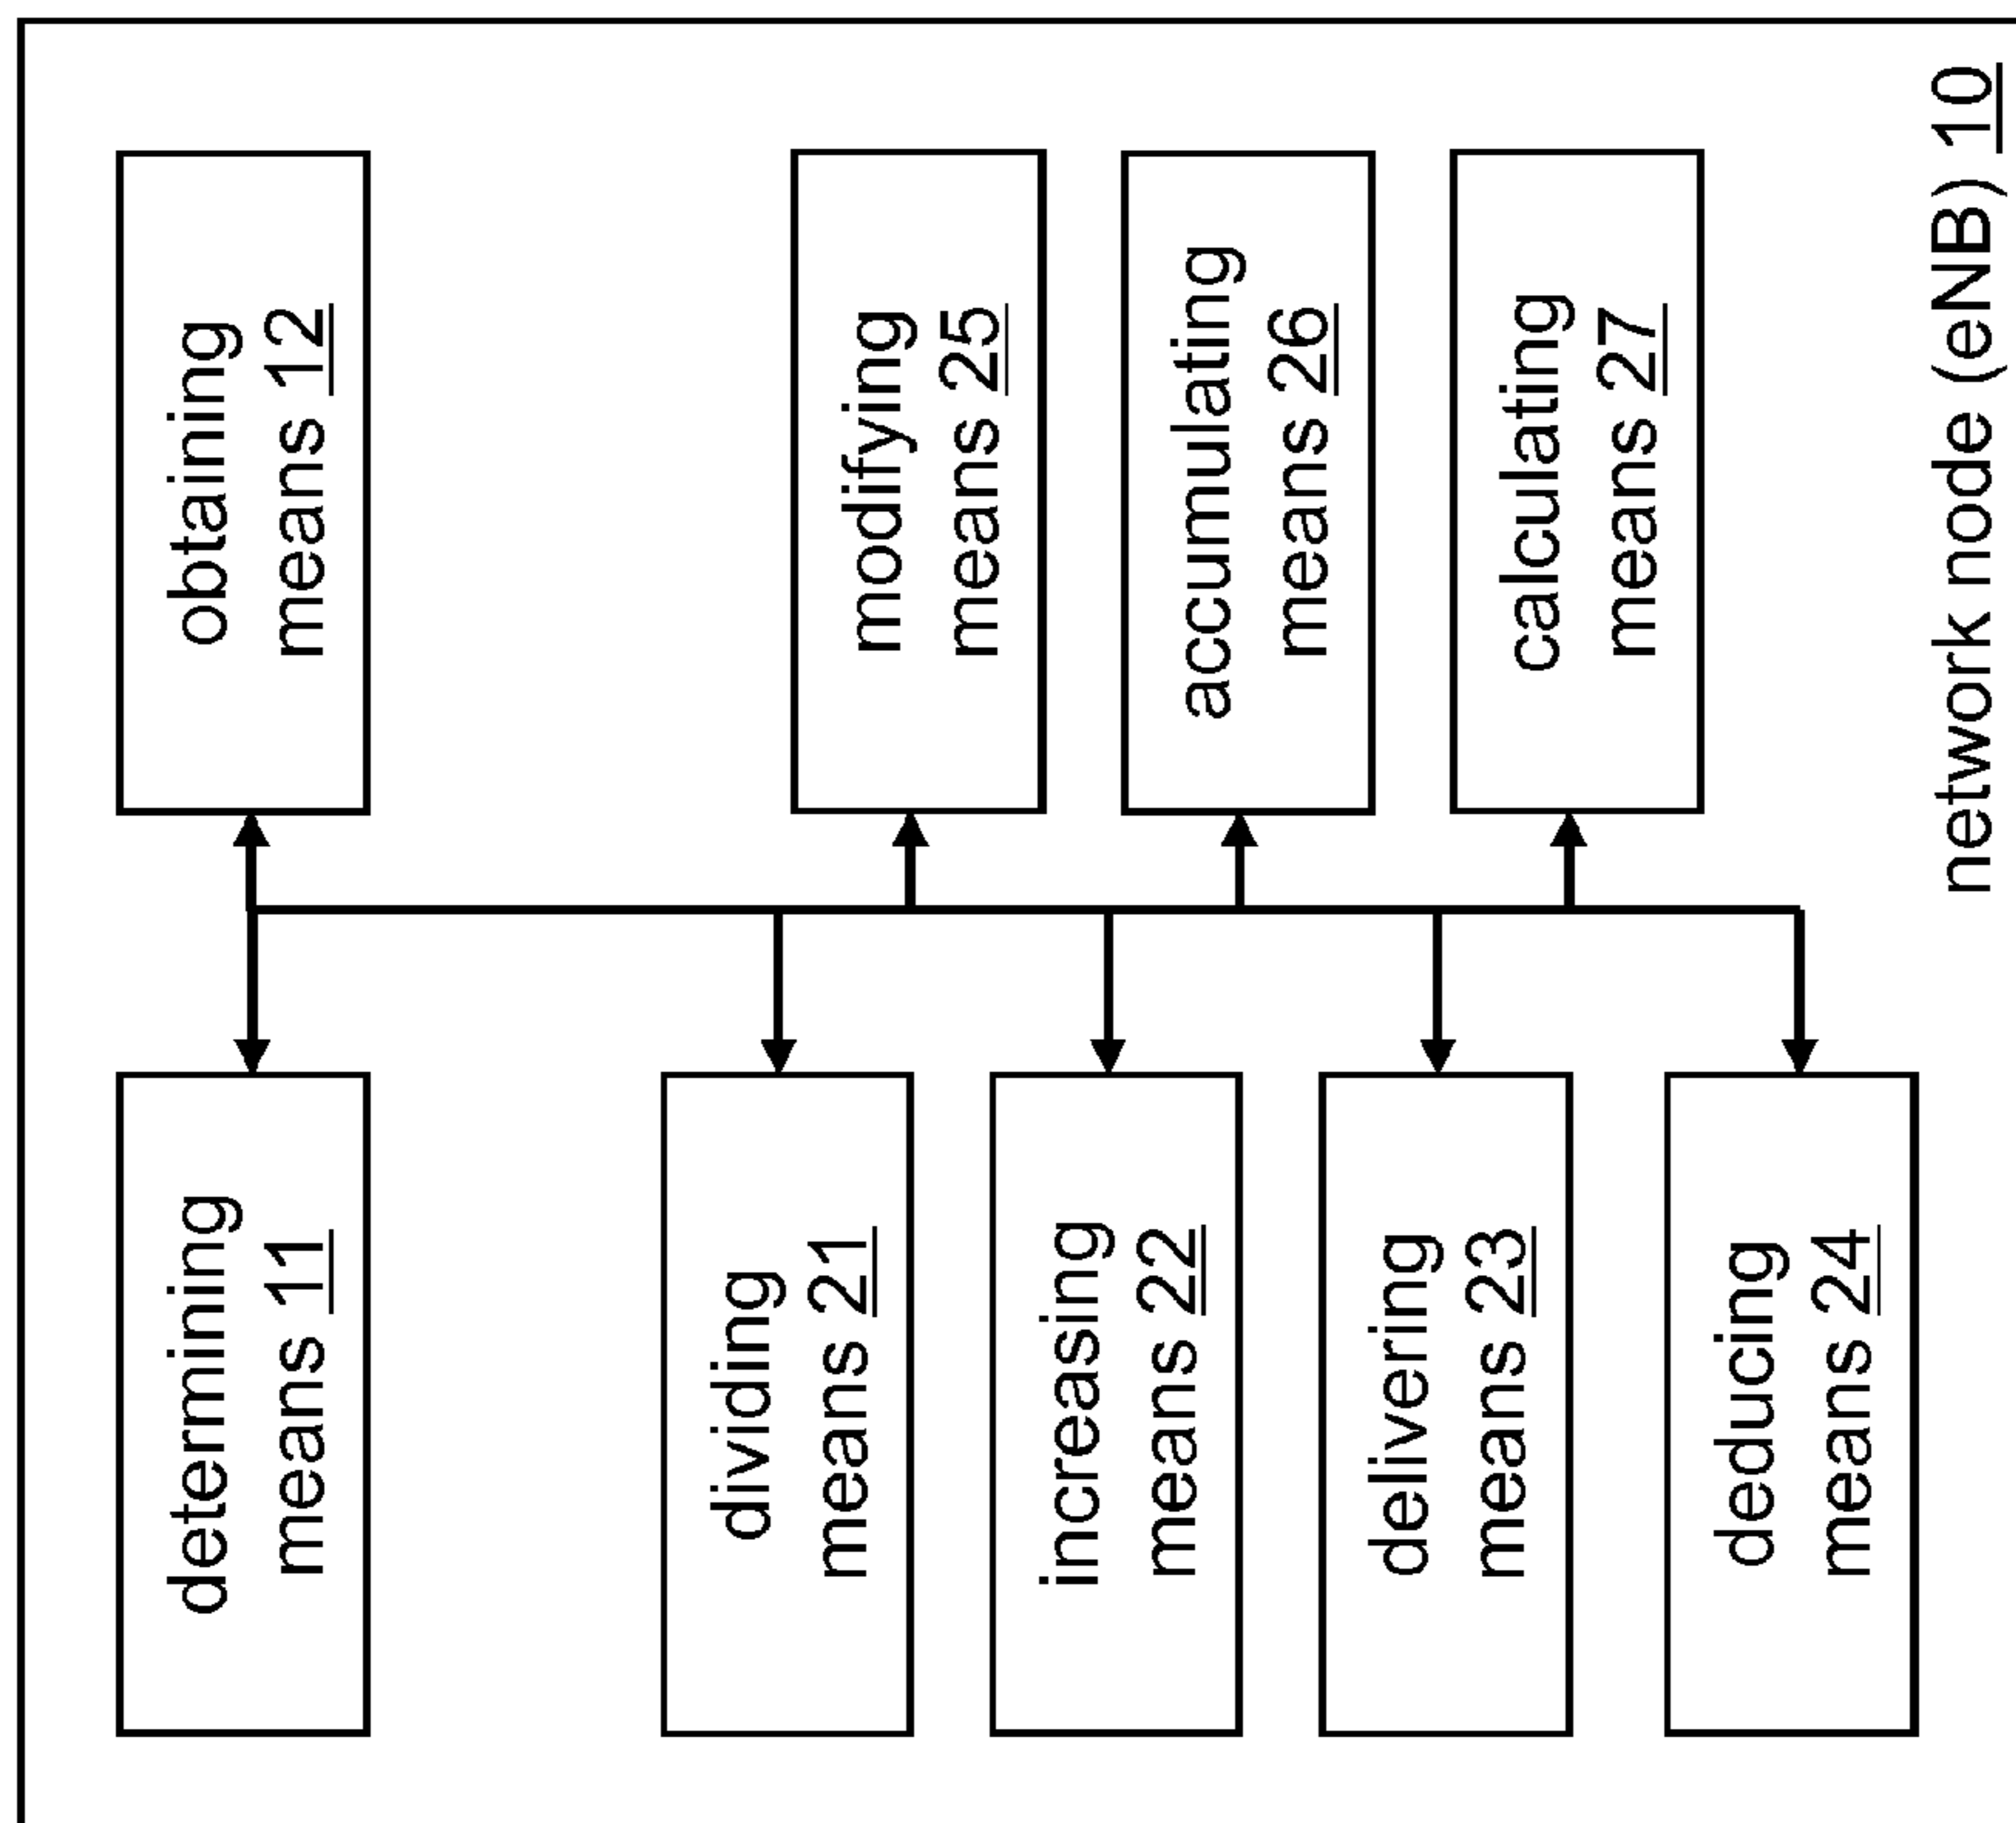 determining
means 11
obtaining
means 12
dividing
means 21
increasing
means 22
delivering
means 23
deducing
means 24
modifying
means 25
accumulating
means 26
calculating
means 27
network node (eNB) 10